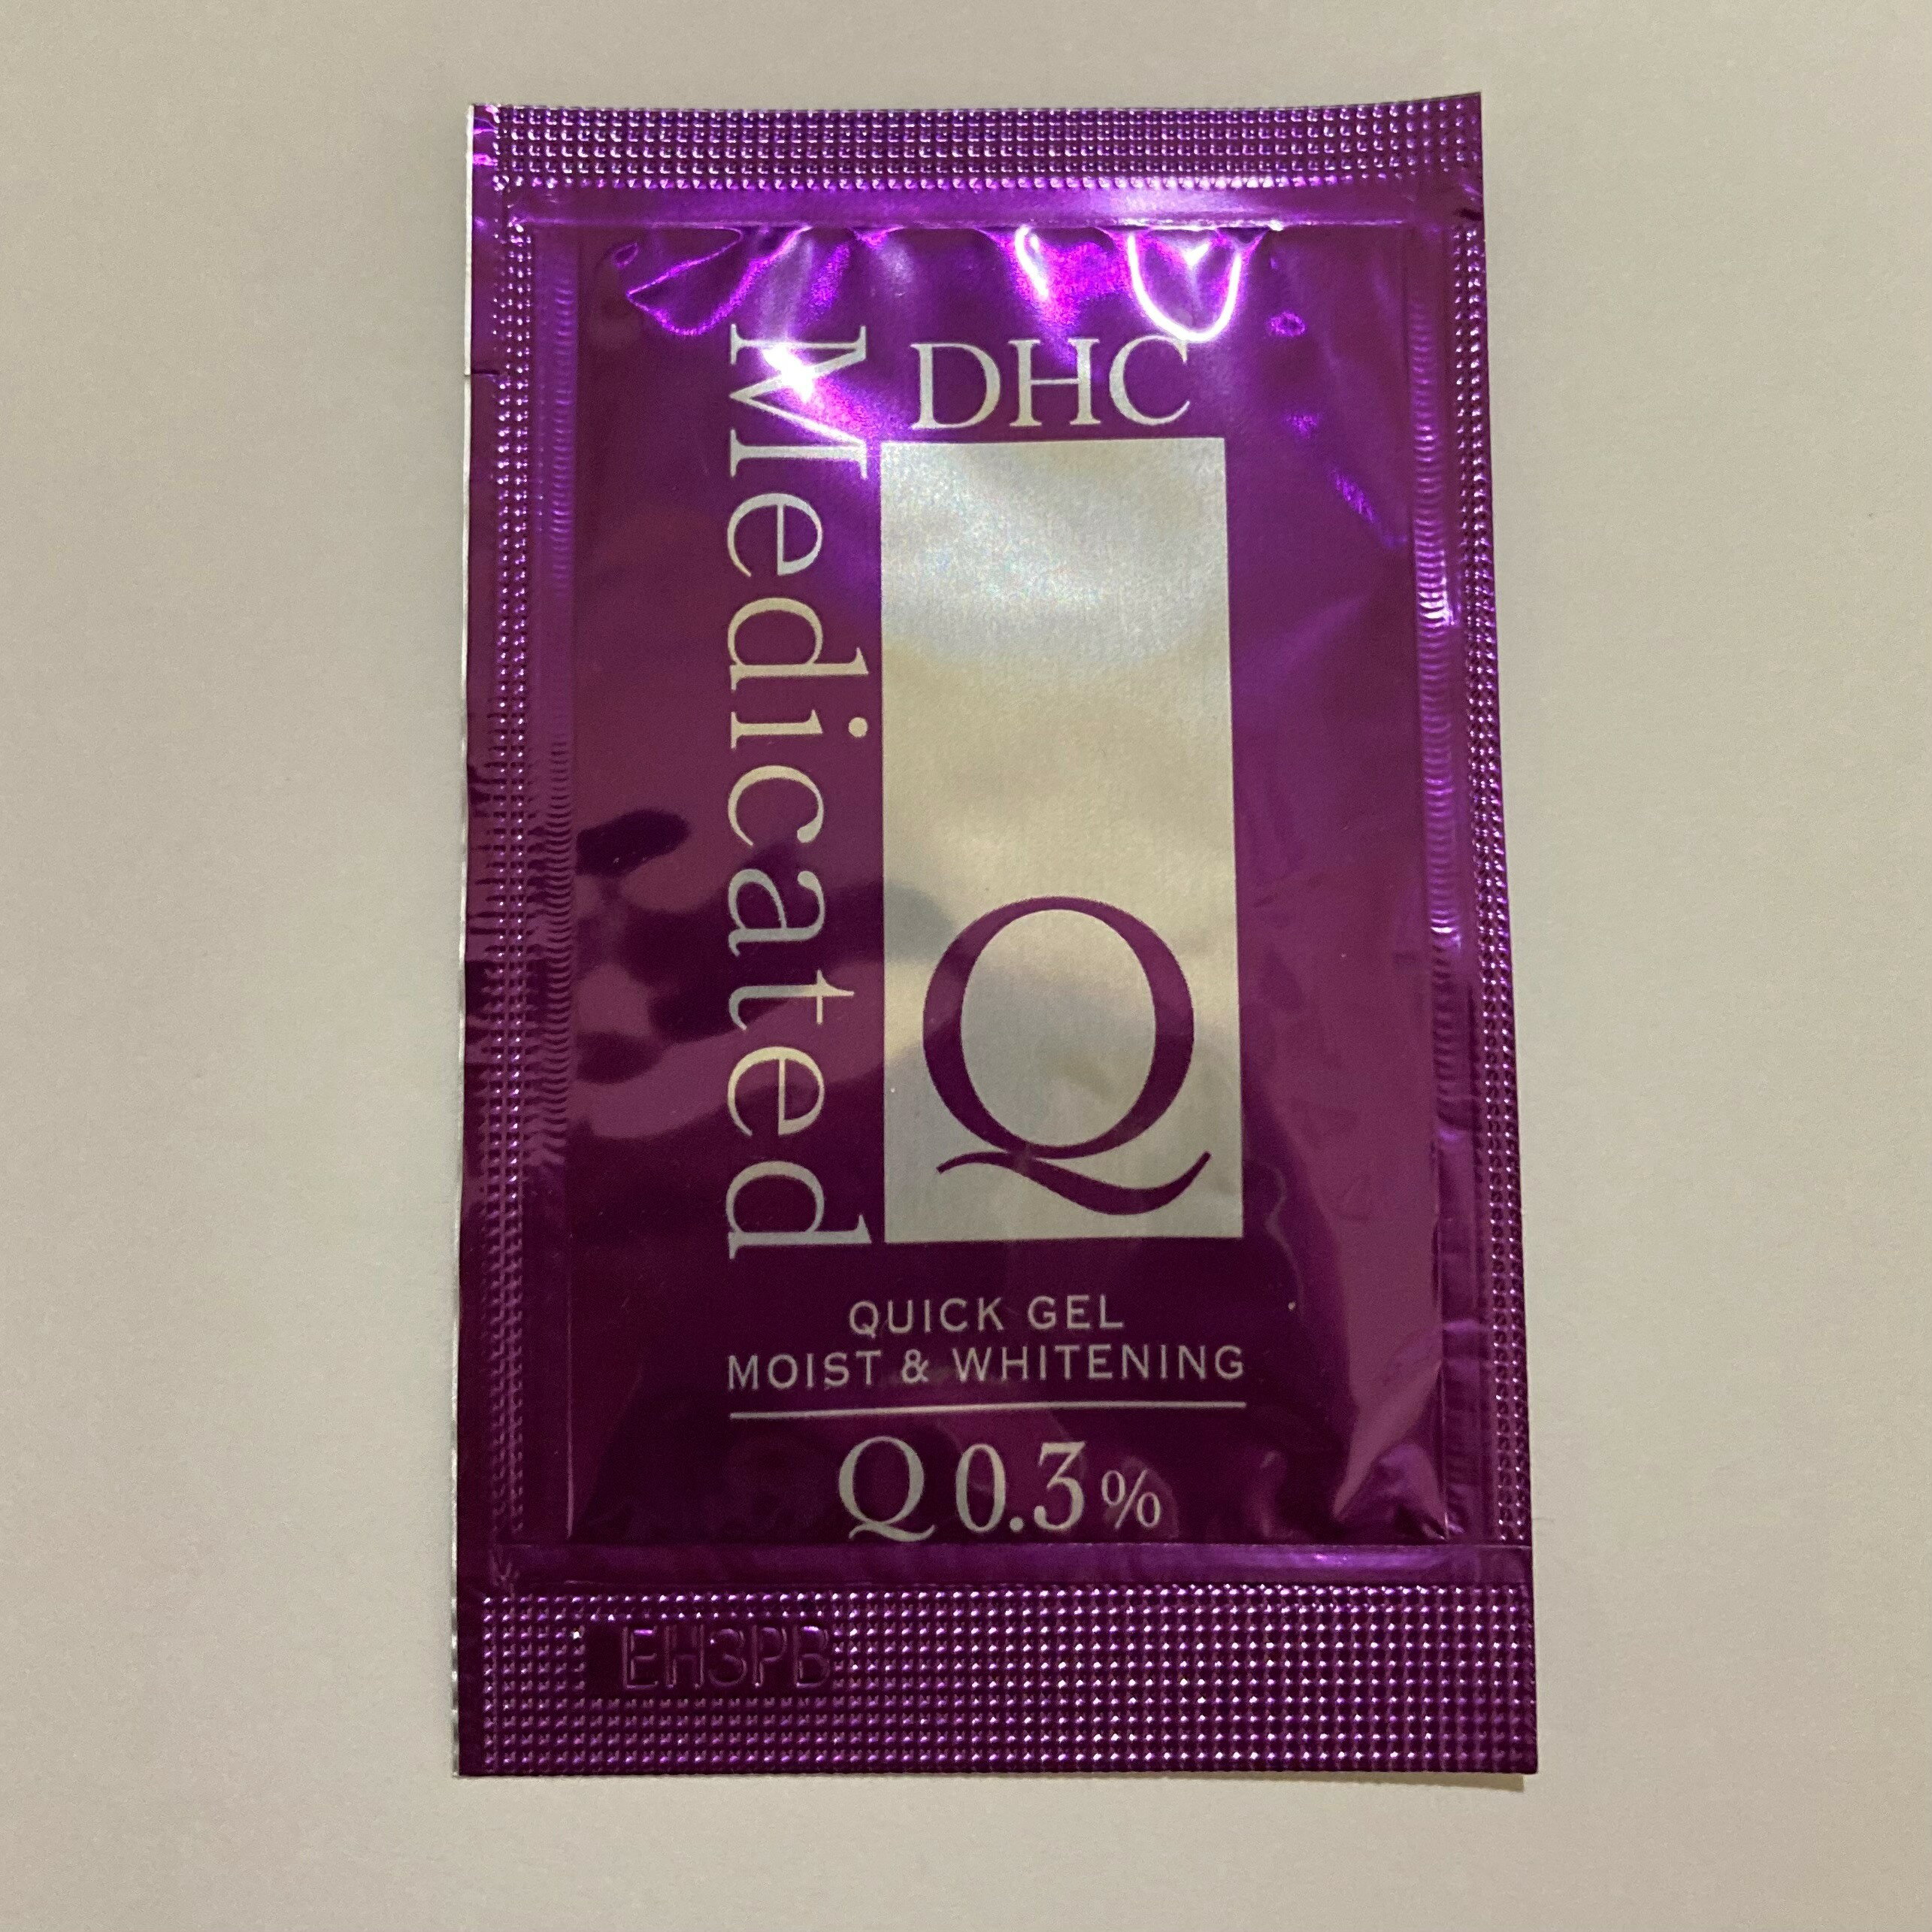 DHC
Medicated
Q
QUICK GEL
MOIST & WHITENING
Q 0.3%
EH3PB